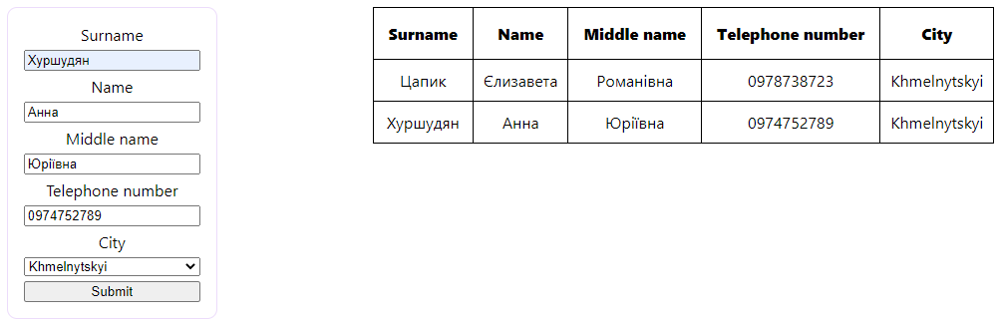 Surname
Хуршудян
Name
Анна
Middle name
Юріївна
Telephone number
0974752789
City
Khmelnytskyi
Submit
Surname Name Middle name Telephone number City
Цапик Єлизавета Романівна 0978738723 Khmelnytskyi
Хуршудян Анна Юріївна 0974752789 Khmelnytskyi